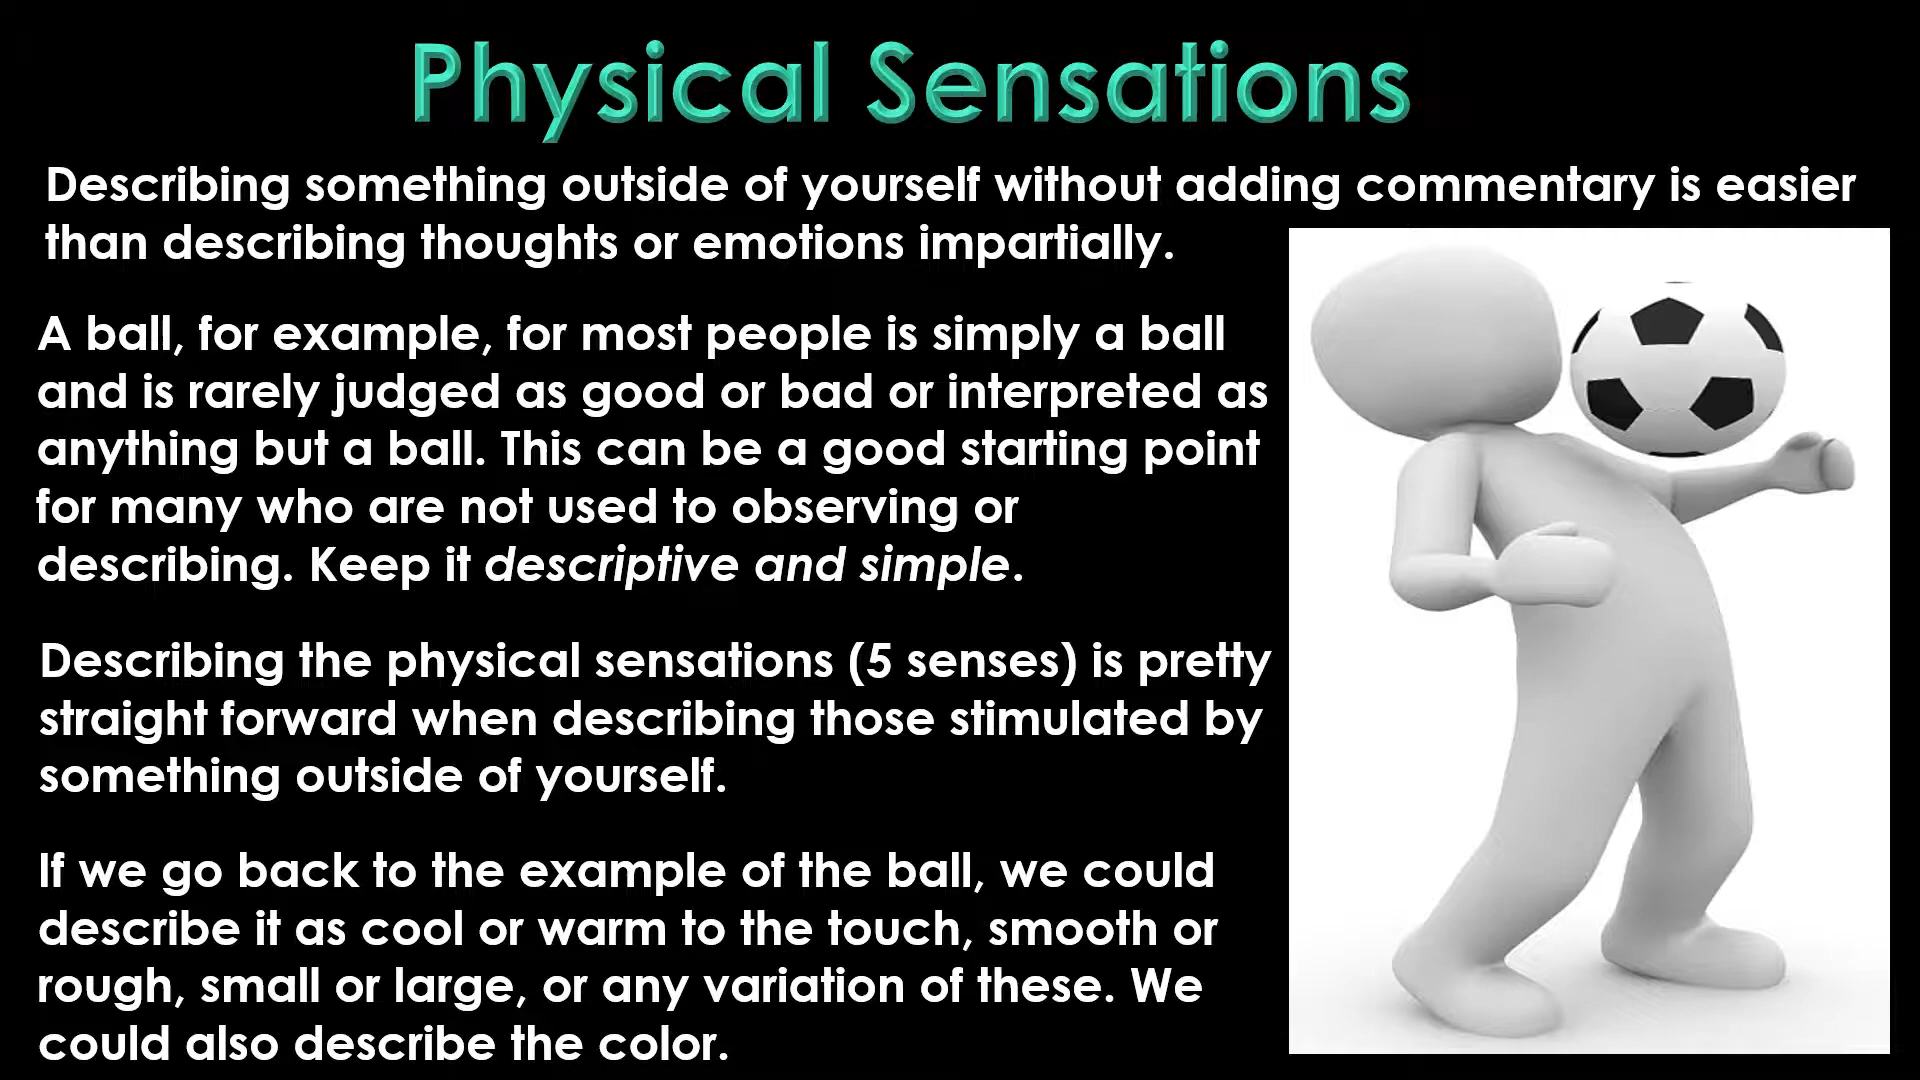 Physical Sensations
Describing something outside of yourself without adding commentary is easier
than describing thoughts or emotions impartially.
A ball, for example, for most people is simply a ball
and is rarely judged as good or bad or interpreted as
anything but a ball. This can be a good starting point
for many who are not used to observing or
describing. Keep it descriptive and simple.
Describing the physical sensations (5 senses) is pretty
straight forward when describing those stimulated by
something outside of yourself.
If we go back to the example of the ball, we could
describe it as cool or warm to the touch, smooth or
rough, small or large, or any variation of these. We
could also describe the color.